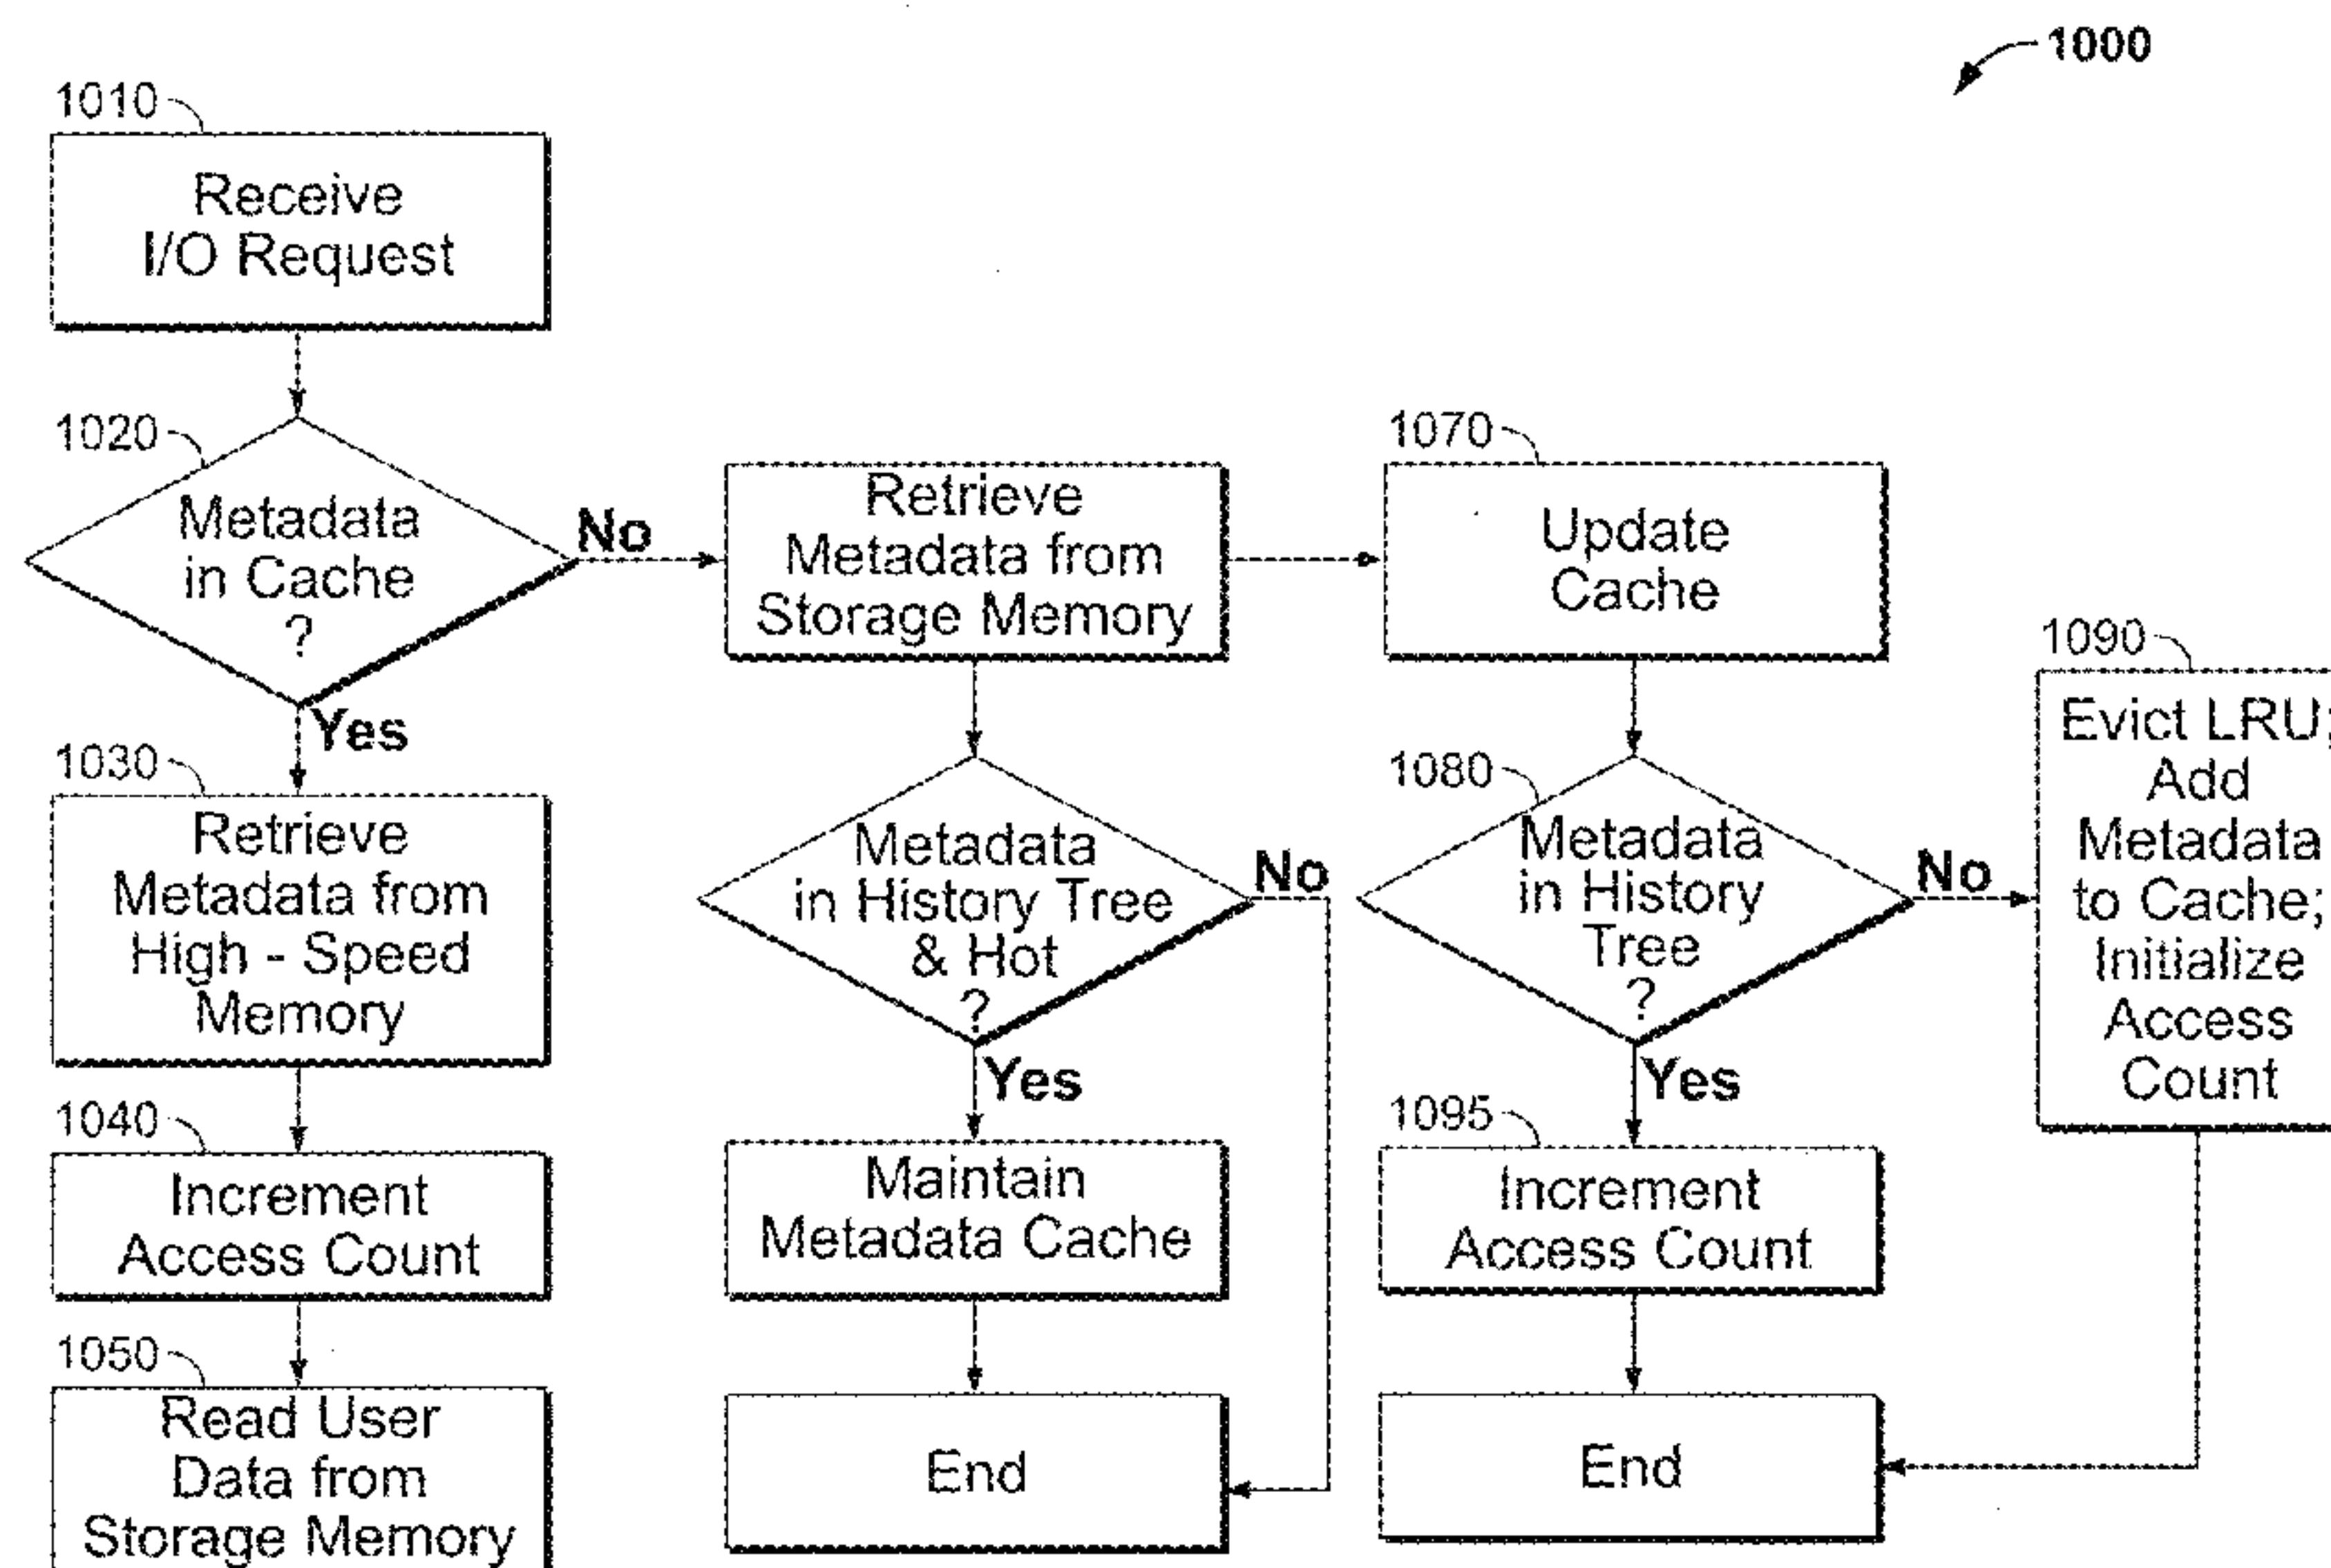 1000
1010
Receive
I/O Request
1020
Metadata
in Cache
?
No
Yes
1030
Retrieve
Metadata from
High - Speed
Memory
1040
Increment
Access Count
1050
Read User
Data from
Storage Memory
Retrieve
Metadata from
Storage Memory
Metadata
in History Tree
& Hot
?
No
Yes
Maintain
Metadata Cache
End
1070
Update
Cache
1080
Metadata
in History
Tree
?
No
Yes
1095
Increment
Access Count
End
1090
Evict LRU;
Add
Metadata
to Cache;
Initialize
Access
Count